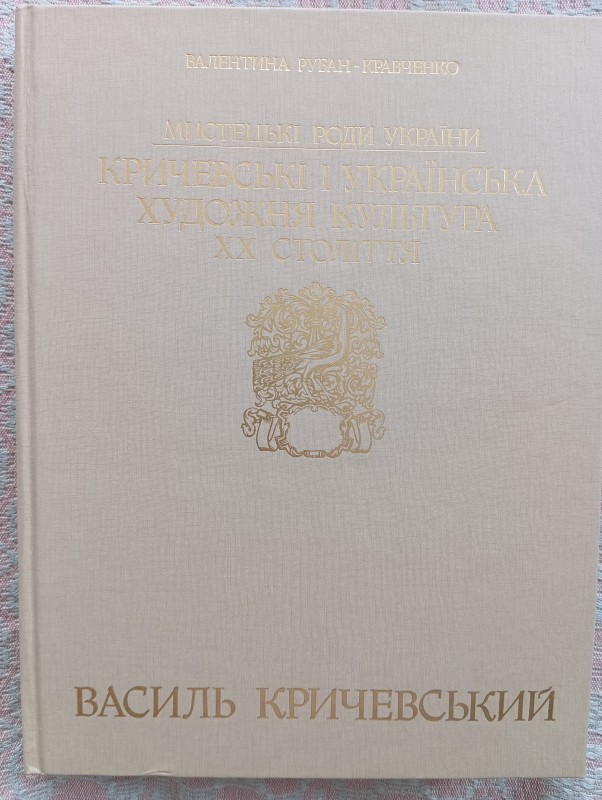 ВАЛЕНТИНА РУБАН-КРАВЧЕНКО
МИСТЕЦЬКІ РОДИ УКРАЇНИ
КРИЧЕВСЬКІ І УКРАЇНСЬКА
ХУДОЖНЯ КУЛЬТУРА
XX СТОЛІТТЯ
ВАСИЛЬ КРИЧЕВСЬКИЙ